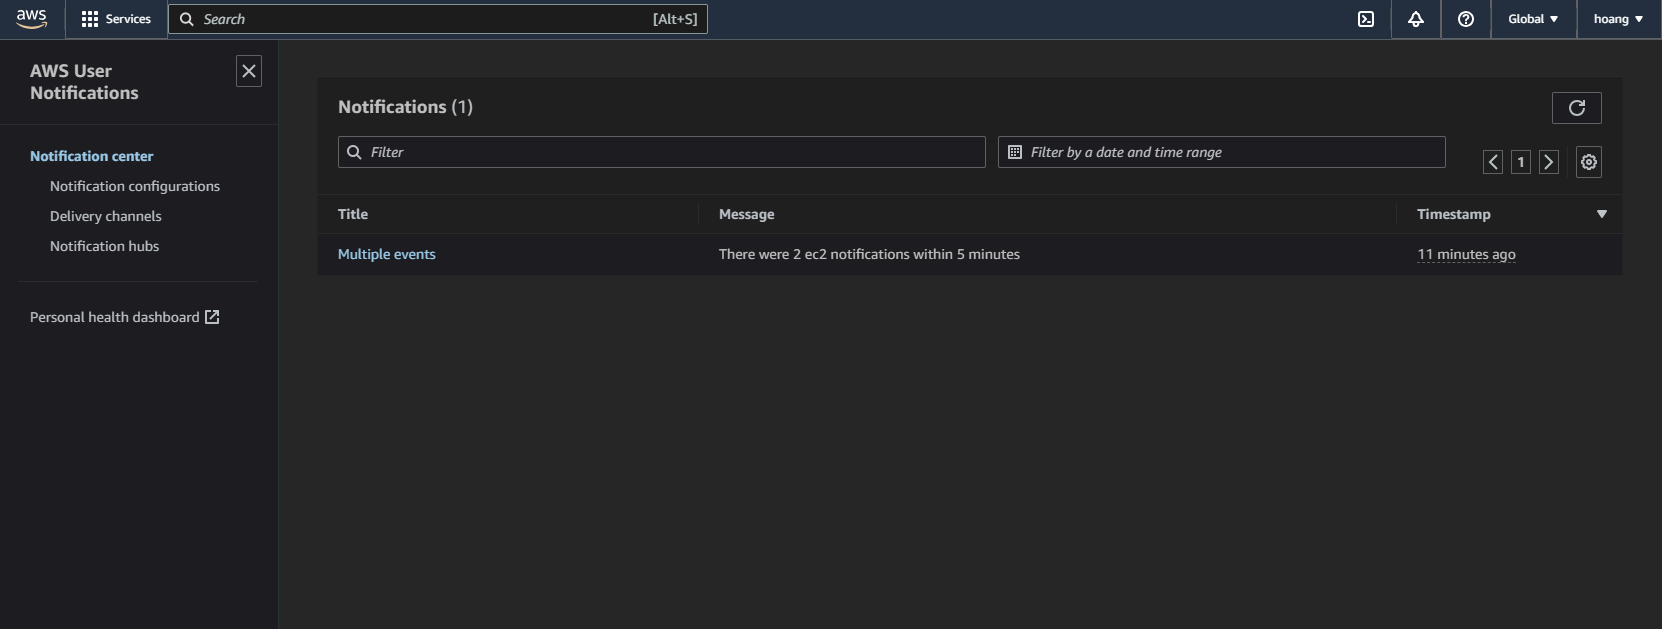 aws
Services
Search [Alt+S]
Global
hoang
AWS User
Notifications
Notification center
Notification configurations
Delivery channels
Notification hubs
Personal health dashboard
Notifications (1)
Filter
Filter by a date and time range
1
Title Message Timestamp
Multiple events There were 2 ec2 notifications within 5 minutes 11 minutes ago